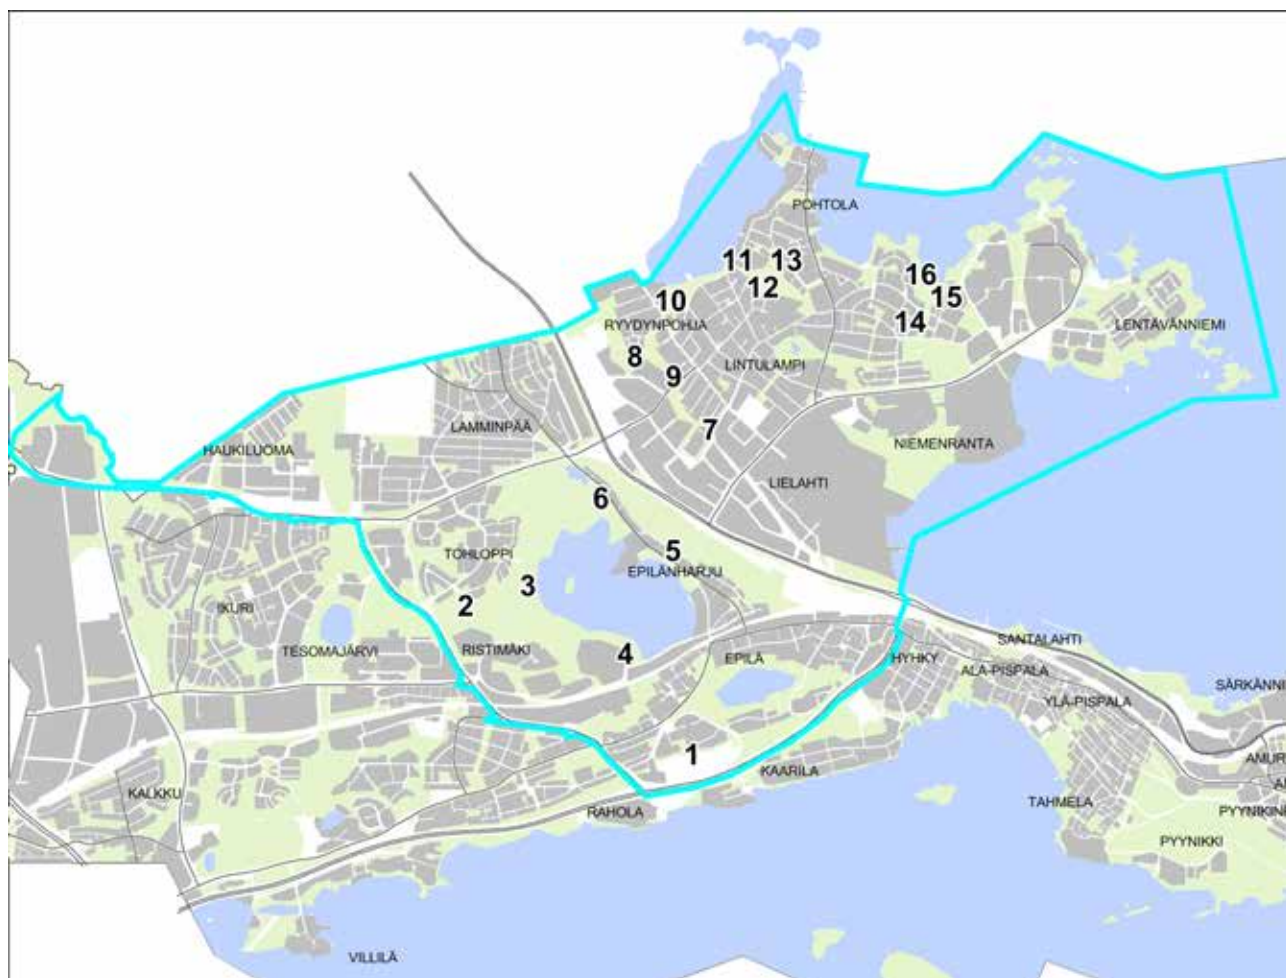 POHTOLA
11
13
16
12
15
10
RYYDYNPOHJA
14
LENTÄVÄNNIEMI
8
LINTULAMPI
9
LAMMINPÄÄ
7
NIEMENRANTA
HAUKILUOMA
LIELAHTI
6
TOHLOPPI
5
EPILÄNHARJU
3
2
IKURI
SANTALAHTI
TESOMAJÄRVI
RISTIMÄKI
4
EPILÄ
HYHKY
ALA-PISPALA
SÄRKÄNNI
YLÄ-PISPALA
1
KAARILA
AMUR
KALKKU
TAHMELA
RAHOLA
PYYNIKIN
PYYNIKKI
VILLILÄ